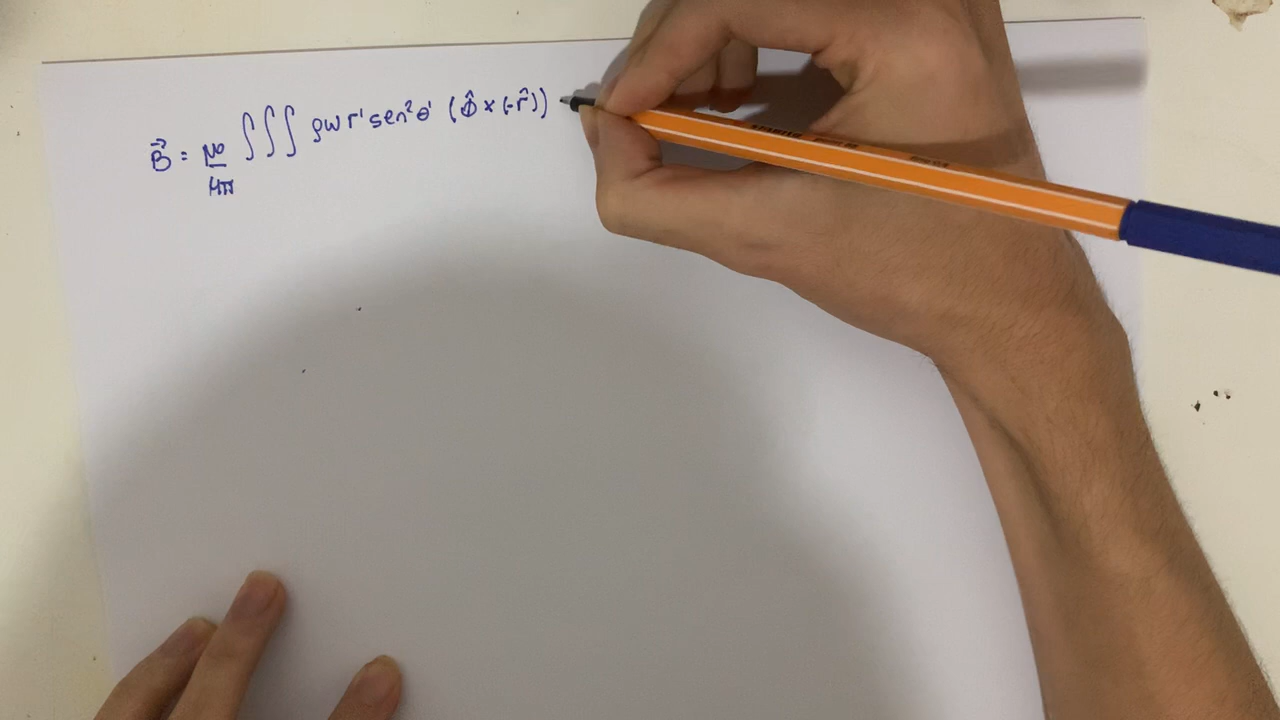 B⃗ = μ0/4π ∫∫∫ ρω r' sen²θ' (φ̂ × (-r̂))